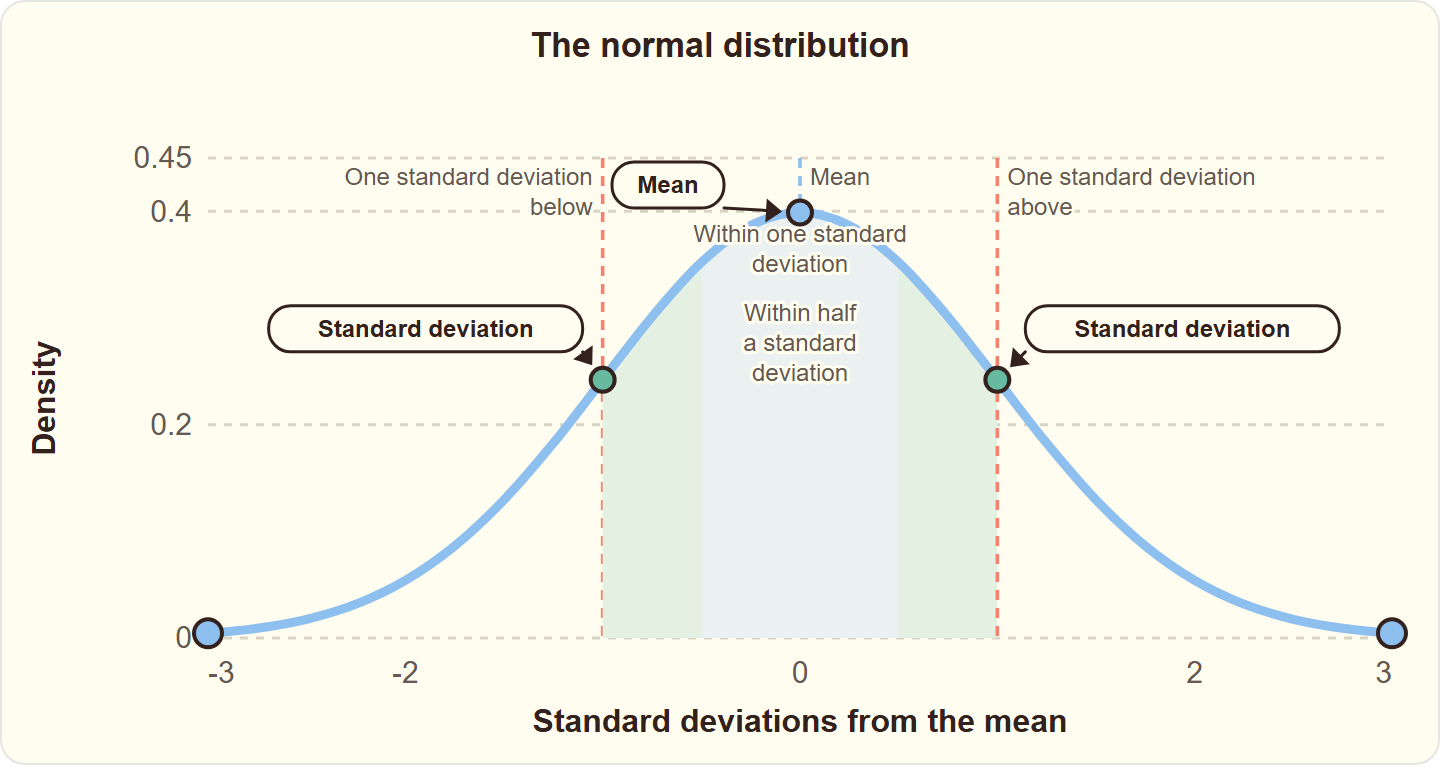 The normal distribution
0.45
One standard deviation
below
Mean
Mean
One standard deviation
above
0.4
Within one standard
deviation
Within half
a standard
deviation
Standard deviation
Standard deviation
Density
0.2
0
-3
-2
0
2
3
Standard deviations from the mean